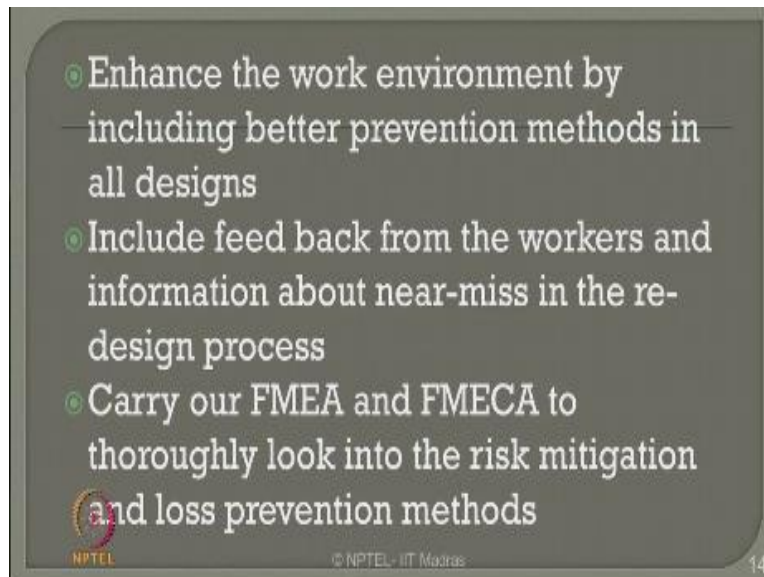 Enhance the work environment by
including better prevention methods in
all designs
Include feed back from the workers and
information about near-miss in the re-
design process
Carry our FMEA and FMECA to
thoroughly look into the risk mitigation
and loss prevention methods
NPTEL
© NPTEL- IIT Madras
14